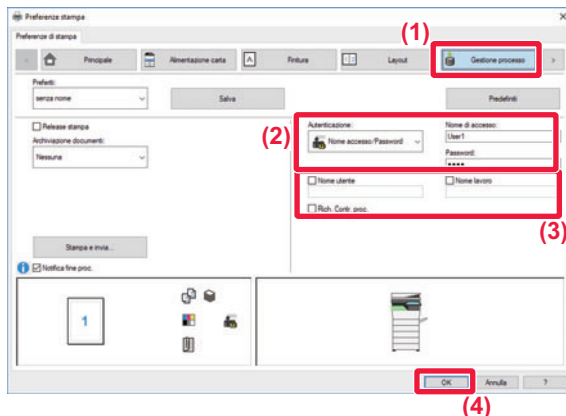 Preferenze stampa
Preferenze di stampa
(1)
Principale
Alimentazione carta
Finitura
Layout
Gestione processo
Preferiti:
senza nome
Salva
Predefiniti
Release stampa
Archiviazione documenti:
Nessuna
(2)
Autenticazione:
Nome accesso/Password
Nome di accesso:
User1
Password:
••••
Nome utente
Nome lavoro
Rich. Contr. proc.
(3)
Stampa e invia...
Notifica fine proc.
1
OK
Annulla
?
(4)